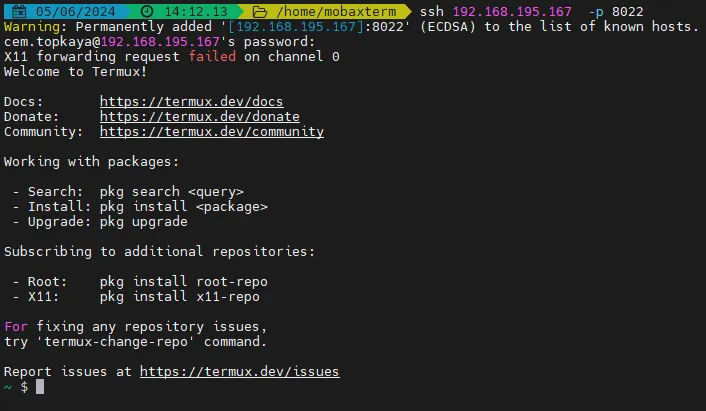 05/06/2024 14:12.13 /home/mobaxterm ssh 192.168.195.167 -p 8022
Warning: Permanently added '[192.168.195.167]:8022' (ECDSA) to the list of known hosts.
cem.topkaya@192.168.195.167's password:
X11 forwarding request failed on channel 0
Welcome to Termux!
Docs: https://termux.dev/docs
Donate: https://termux.dev/donate
Community: https://termux.dev/community
Working with packages:
- Search: pkg search <query>
- Install: pkg install <package>
- Upgrade: pkg upgrade
Subscribing to additional repositories:
- Root: pkg install root-repo
- X11: pkg install x11-repo
For fixing any repository issues,
try 'termux-change-repo' command.
Report issues at https://termux.dev/issues
~ $